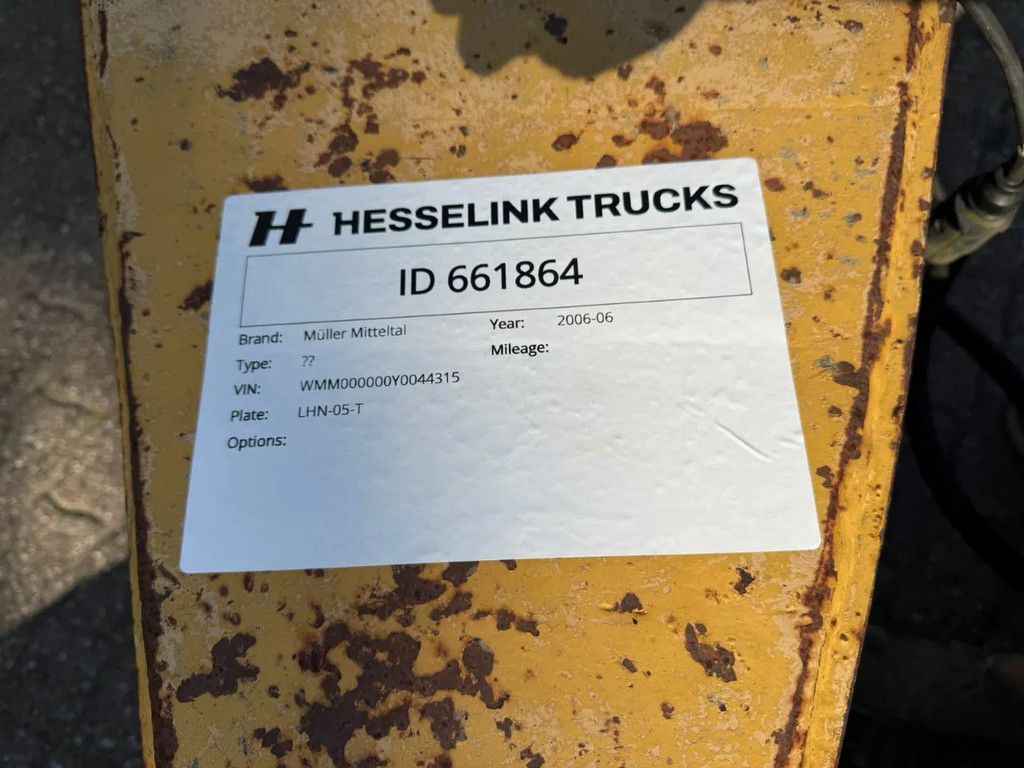 H HESSELINK TRUCKS
ID 661864
Brand: Müller Mitteltal Year: 2006-06
Type: ?? Mileage:
VIN: WMM000000Y0044315
Plate: LHN-05-T
Options: